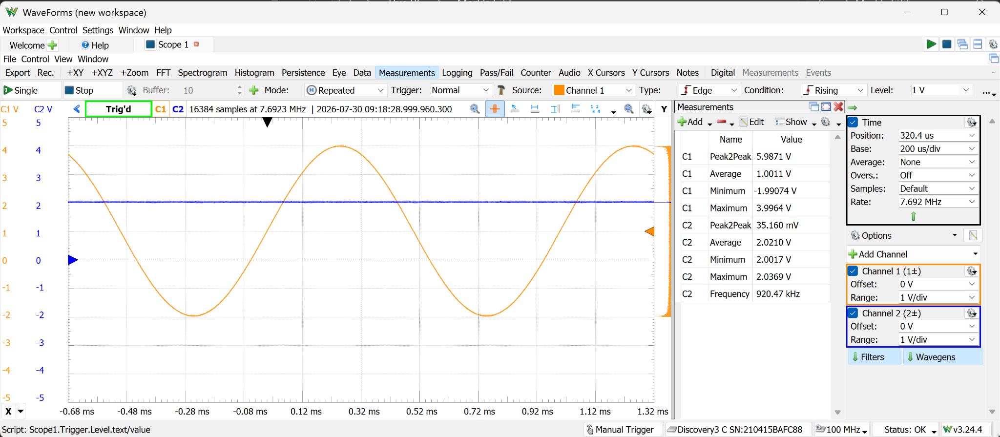 WaveForms (new workspace)
Workspace Control Settings Window Help
Welcome Help Scope 1
File Control View Window
Export Rec. +XY +XYZ +Zoom FFT Spectrogram Histogram Persistence Eye Data Measurements Logging Pass/Fail Counter Audio X Cursors Y Cursors Notes Digital Measurements Events
Single Stop Buffer: 10 Mode: Repeated Trigger: Normal Source: Channel 1 Type: Edge Condition: Rising Level: 1 V ...
C1 V C2 V Trig'd C1 C2 16384 samples at 7.6923 MHz | 2026-07-30 09:18:28.999.960.300 Y
5 5
4 4
3 3
2 2
1 1
0 0
-1 -1
-2 -2
-3 -3
-4 -4
-5 -5
X -0.68 ms -0.48 ms -0.28 ms -0.08 ms 0.12 ms 0.32 ms 0.52 ms 0.72 ms 0.92 ms 1.12 ms 1.32 ms
Measurements
Add Edit Show
Name Value
C1 Peak2Peak 5.9871 V
C1 Average 1.0011 V
C1 Minimum -1.99074 V
C1 Maximum 3.9964 V
C2 Peak2Peak 35.160 mV
C2 Average 2.0210 V
C2 Minimum 2.0017 V
C2 Maximum 2.0369 V
C2 Frequency 920.47 kHz
Time
Position: 320.4 us
Base: 200 us/div
Average: None
Overs.: Off
Samples: Default
Rate: 7.692 MHz
Options
Add Channel
Channel 1 (1±)
Offset: 0 V
Range: 1 V/div
Channel 2 (2±)
Offset: 0 V
Range: 1 V/div
Filters Wavegens
Script: Scope1.Trigger.Level.text/value Manual Trigger Discovery3 C SN:210415BAFC88 100 MHz Status: OK v3.24.4